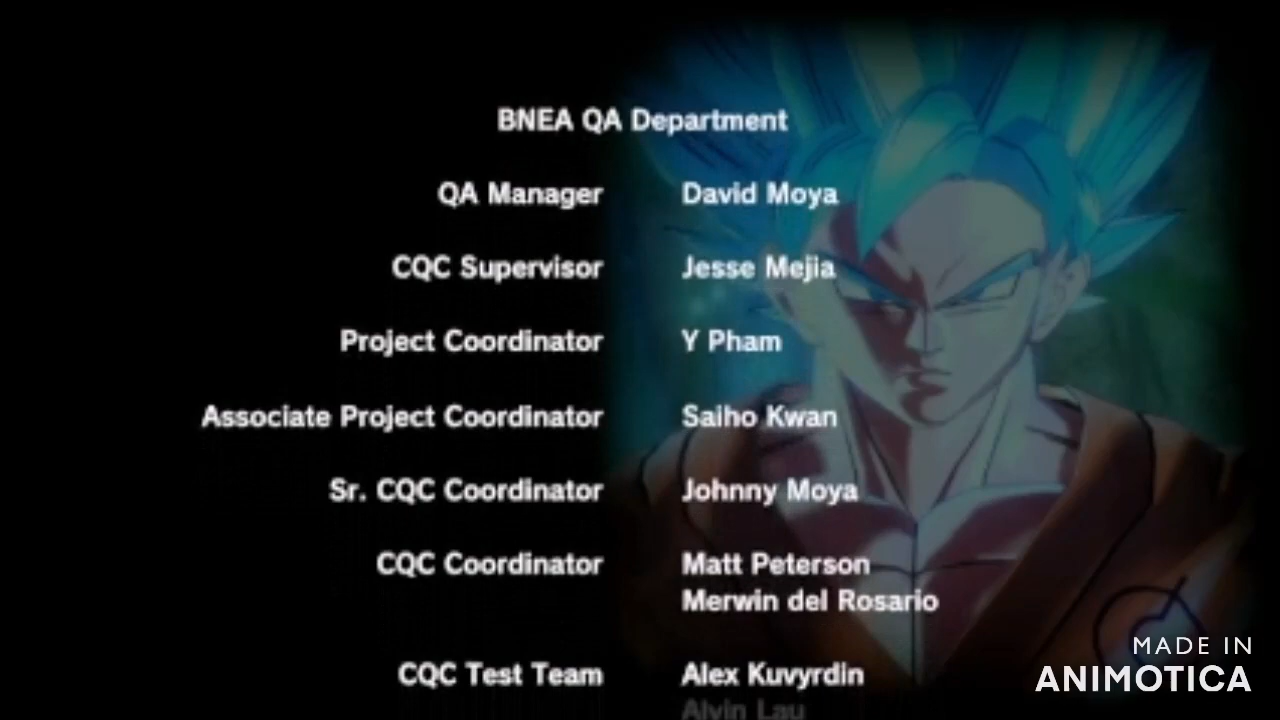 BNEA QA Department
QA Manager David Moya
CQC Supervisor Jesse Mejia
Project Coordinator Y Pham
Associate Project Coordinator Saiho Kwan
Sr. CQC Coordinator Johnny Moya
CQC Coordinator Matt Peterson
Merwin del Rosario
CQC Test Team Alex Kuvyrdin
Alvin Lau
MADE IN
ANIMOTICA